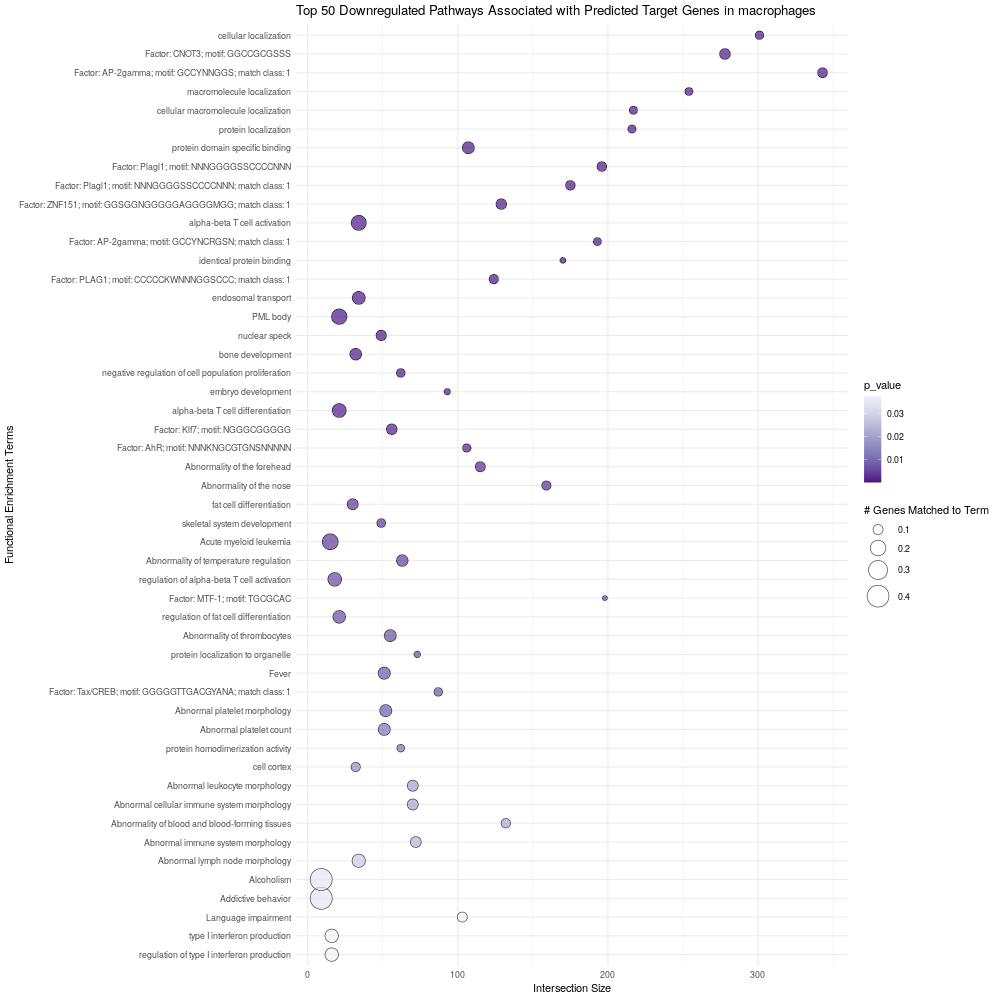 Top 50 Downregulated Pathways Associated with Predicted Target Genes in macrophages
Functional Enrichment Terms
cellular localization
Factor: CNOT3; motif: GGCCGCGSSS
Factor: AP-2gamma; motif: GCCYNNGGS; match class: 1
macromolecule localization
cellular macromolecule localization
protein localization
protein domain specific binding
Factor: Plagl1; motif: NNNGGGGSSCCCCNNN
Factor: Plagl1; motif: NNNGGGGSSCCCCNNN; match class: 1
Factor: ZNF151; motif: GGSGGNGGGGGAGGGGMGG; match class: 1
alpha-beta T cell activation
Factor: AP-2gamma; motif: GCCYNCRGSN; match class: 1
identical protein binding
Factor: PLAG1; motif: CCCCCKWNNNGGSCCC; match class: 1
endosomal transport
PML body
nuclear speck
bone development
negative regulation of cell population proliferation
embryo development
alpha-beta T cell differentiation
Factor: Klf7; motif: NGGGCGGGGG
Factor: AhR; motif: NNNKNGCGTGNSNNNNN
Abnormality of the forehead
Abnormality of the nose
fat cell differentiation
skeletal system development
Acute myeloid leukemia
Abnormality of temperature regulation
regulation of alpha-beta T cell activation
Factor: MTF-1; motif: TGCGCAC
regulation of fat cell differentiation
Abnormality of thrombocytes
protein localization to organelle
Fever
Factor: Tax/CREB; motif: GGGGGTTGACGYANA; match class: 1
Abnormal platelet morphology
Abnormal platelet count
protein homodimerization activity
cell cortex
Abnormal leukocyte morphology
Abnormal cellular immune system morphology
Abnormality of blood and blood-forming tissues
Abnormal immune system morphology
Abnormal lymph node morphology
Alcoholism
Addictive behavior
Language impairment
type I interferon production
regulation of type I interferon production
0 100 200 300
Intersection Size
p_value
0.03
0.02
0.01
# Genes Matched to Term
0.1
0.2
0.3
0.4